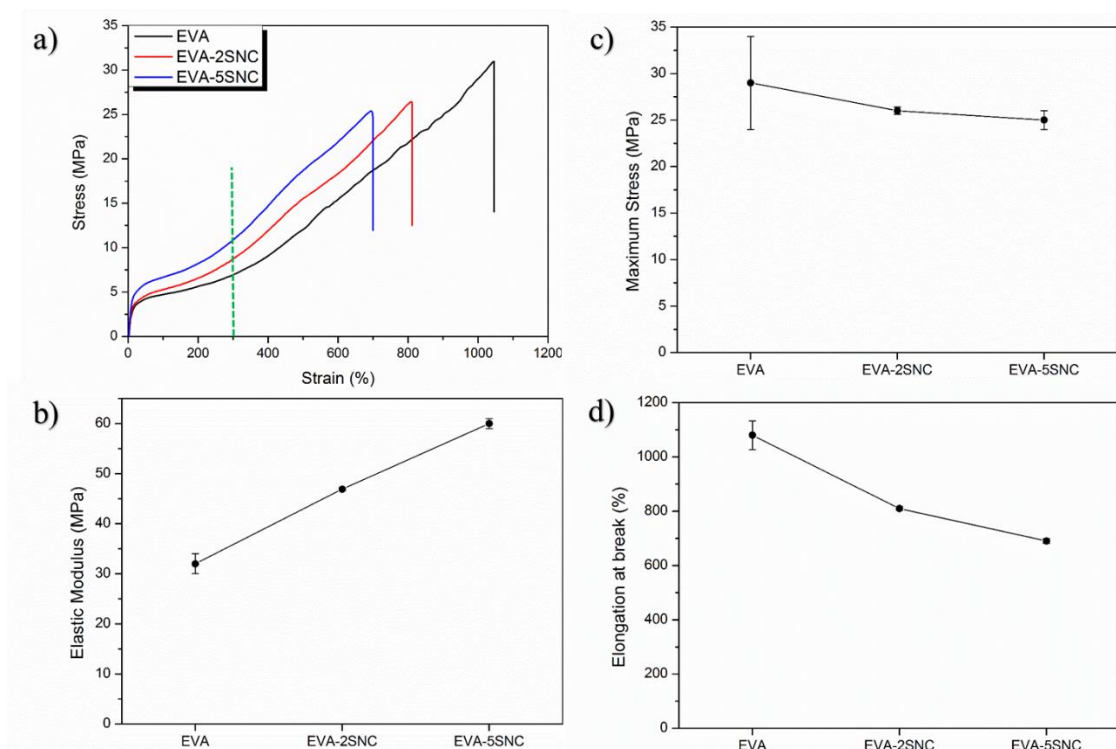 a)
EVA
EVA-2SNC
EVA-5SNC
Stress (MPa)
35
30
25
20
15
10
5
0
0 200 400 600 800 1000 1200
Strain (%)
c)
Maximum Stress (MPa)
35
30
25
20
15
10
5
0
EVA EVA-2SNC EVA-5SNC
b)
Elastic Modulus (MPa)
60
50
40
30
20
10
0
EVA EVA-2SNC EVA-5SNC
d)
Elongation at break (%)
1200
1000
800
600
400
200
0
EVA EVA-2SNC EVA-5SNC